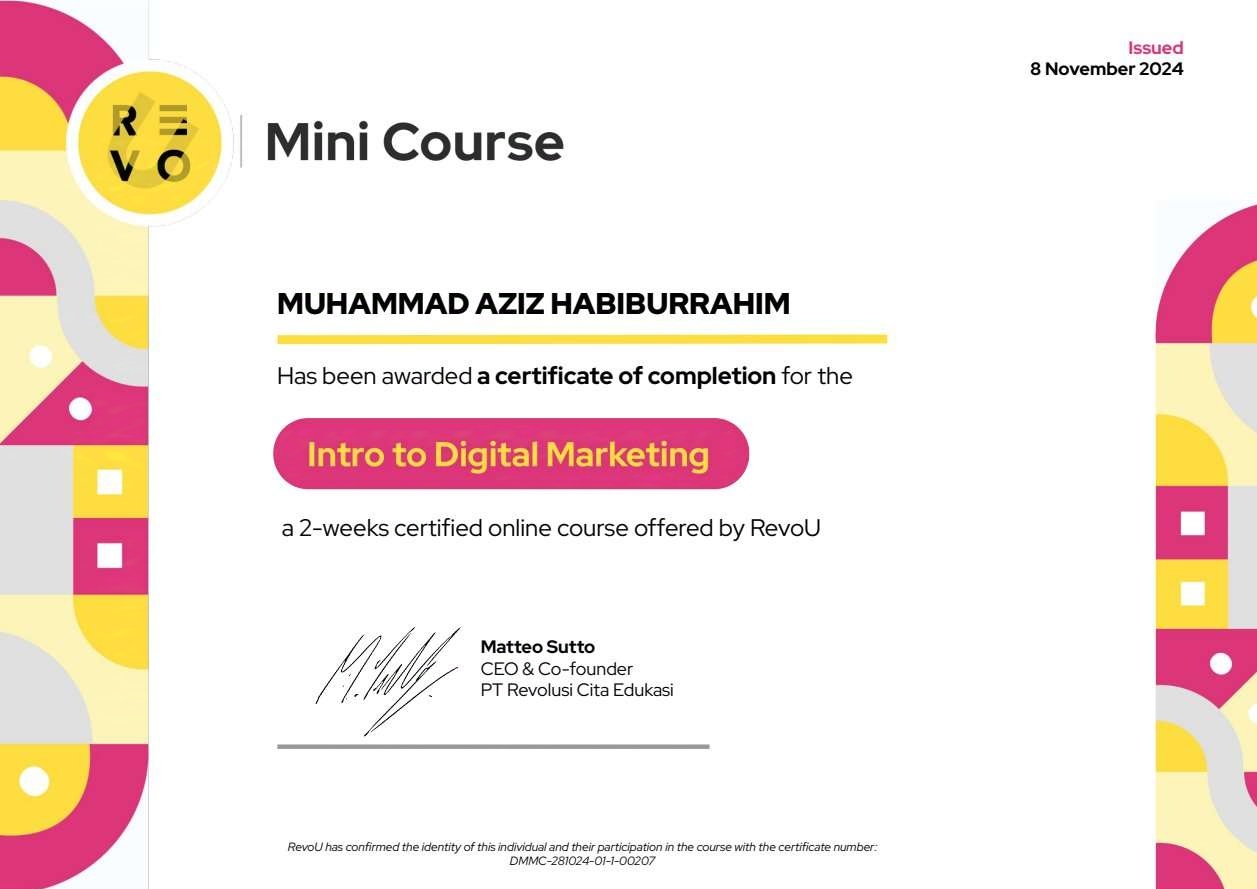 Issued
8 November 2024
RE
VO
Mini Course
MUHAMMAD AZIZ HABIBURRAHIM
Has been awarded a certificate of completion for the
Intro to Digital Marketing
a 2-weeks certified online course offered by RevoU
Matteo Sutto
CEO & Co-founder
PT Revolusi Cita Edukasi
RevoU has confirmed the identity of this individual and their participation in the course with the certificate number:
DMMC-281024-01-1-00207